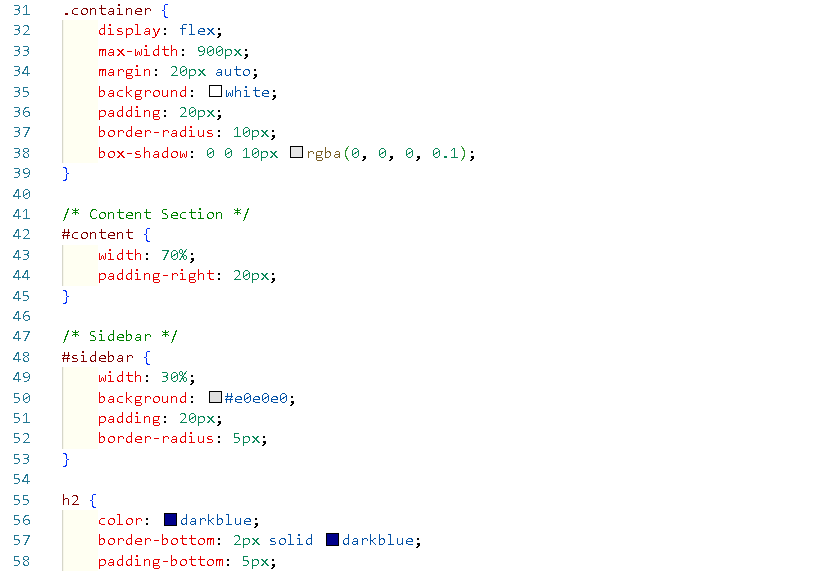 31 .container {
32     display: flex;
33     max-width: 900px;
34     margin: 20px auto;
35     background: white;
36     padding: 20px;
37     border-radius: 10px;
38     box-shadow: 0 0 10px rgba(0, 0, 0, 0.1);
39 }
40
41 /* Content Section */
42 #content {
43     width: 70%;
44     padding-right: 20px;
45 }
46
47 /* Sidebar */
48 #sidebar {
49     width: 30%;
50     background: #e0e0e0;
51     padding: 20px;
52     border-radius: 5px;
53 }
54
55 h2 {
56     color: darkblue;
57     border-bottom: 2px solid darkblue;
58     padding-bottom: 5px;